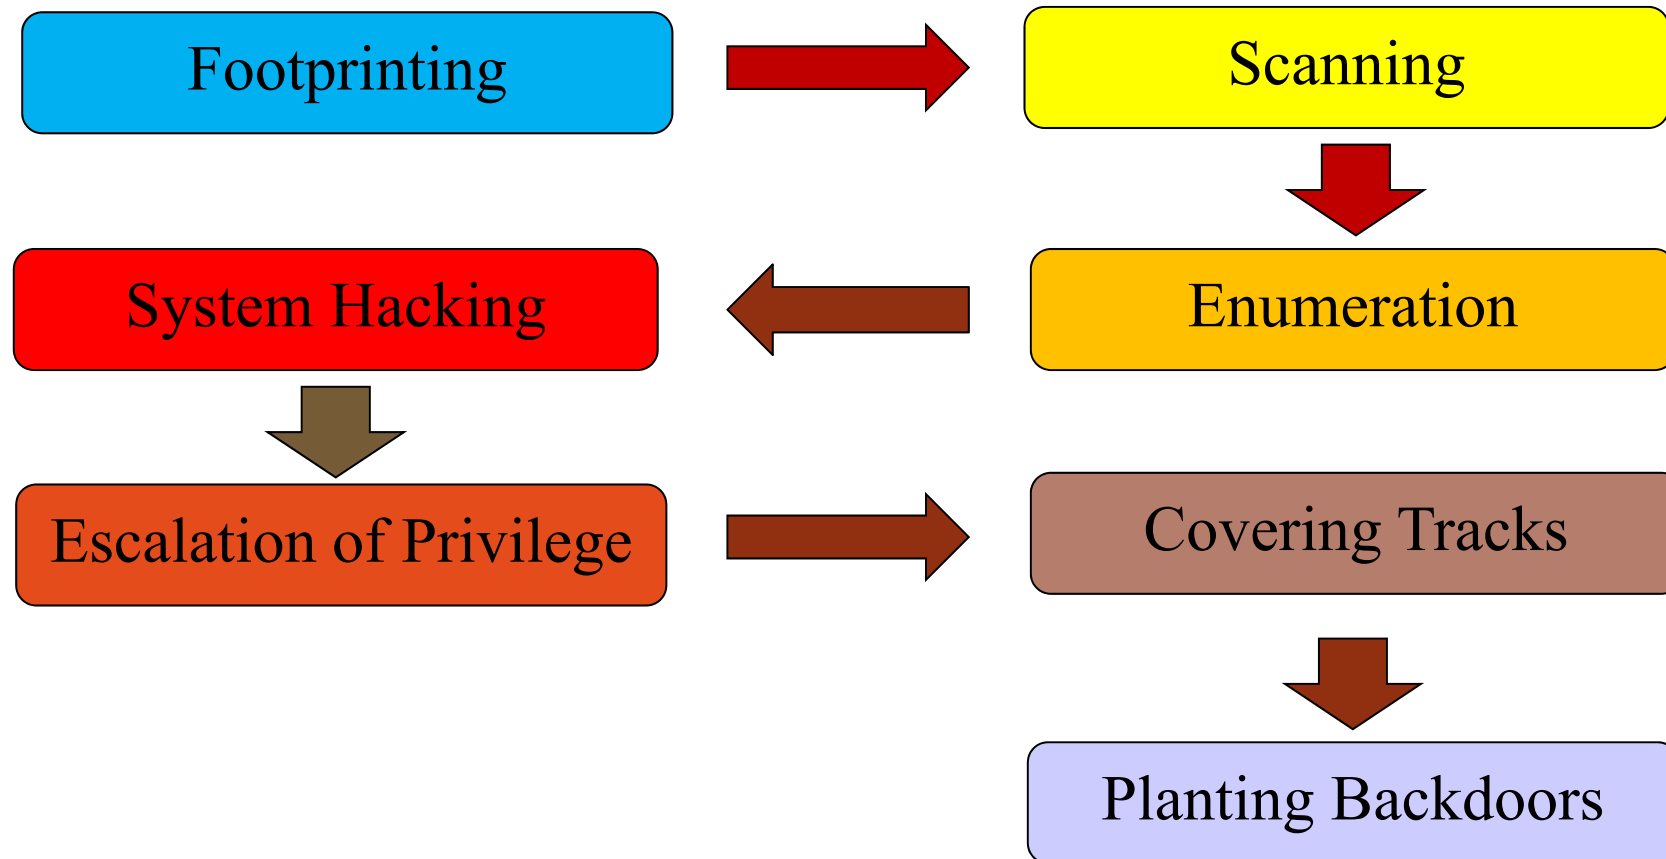 Footprinting
Scanning
System Hacking
Enumeration
Escalation of Privilege
Covering Tracks
Planting Backdoors